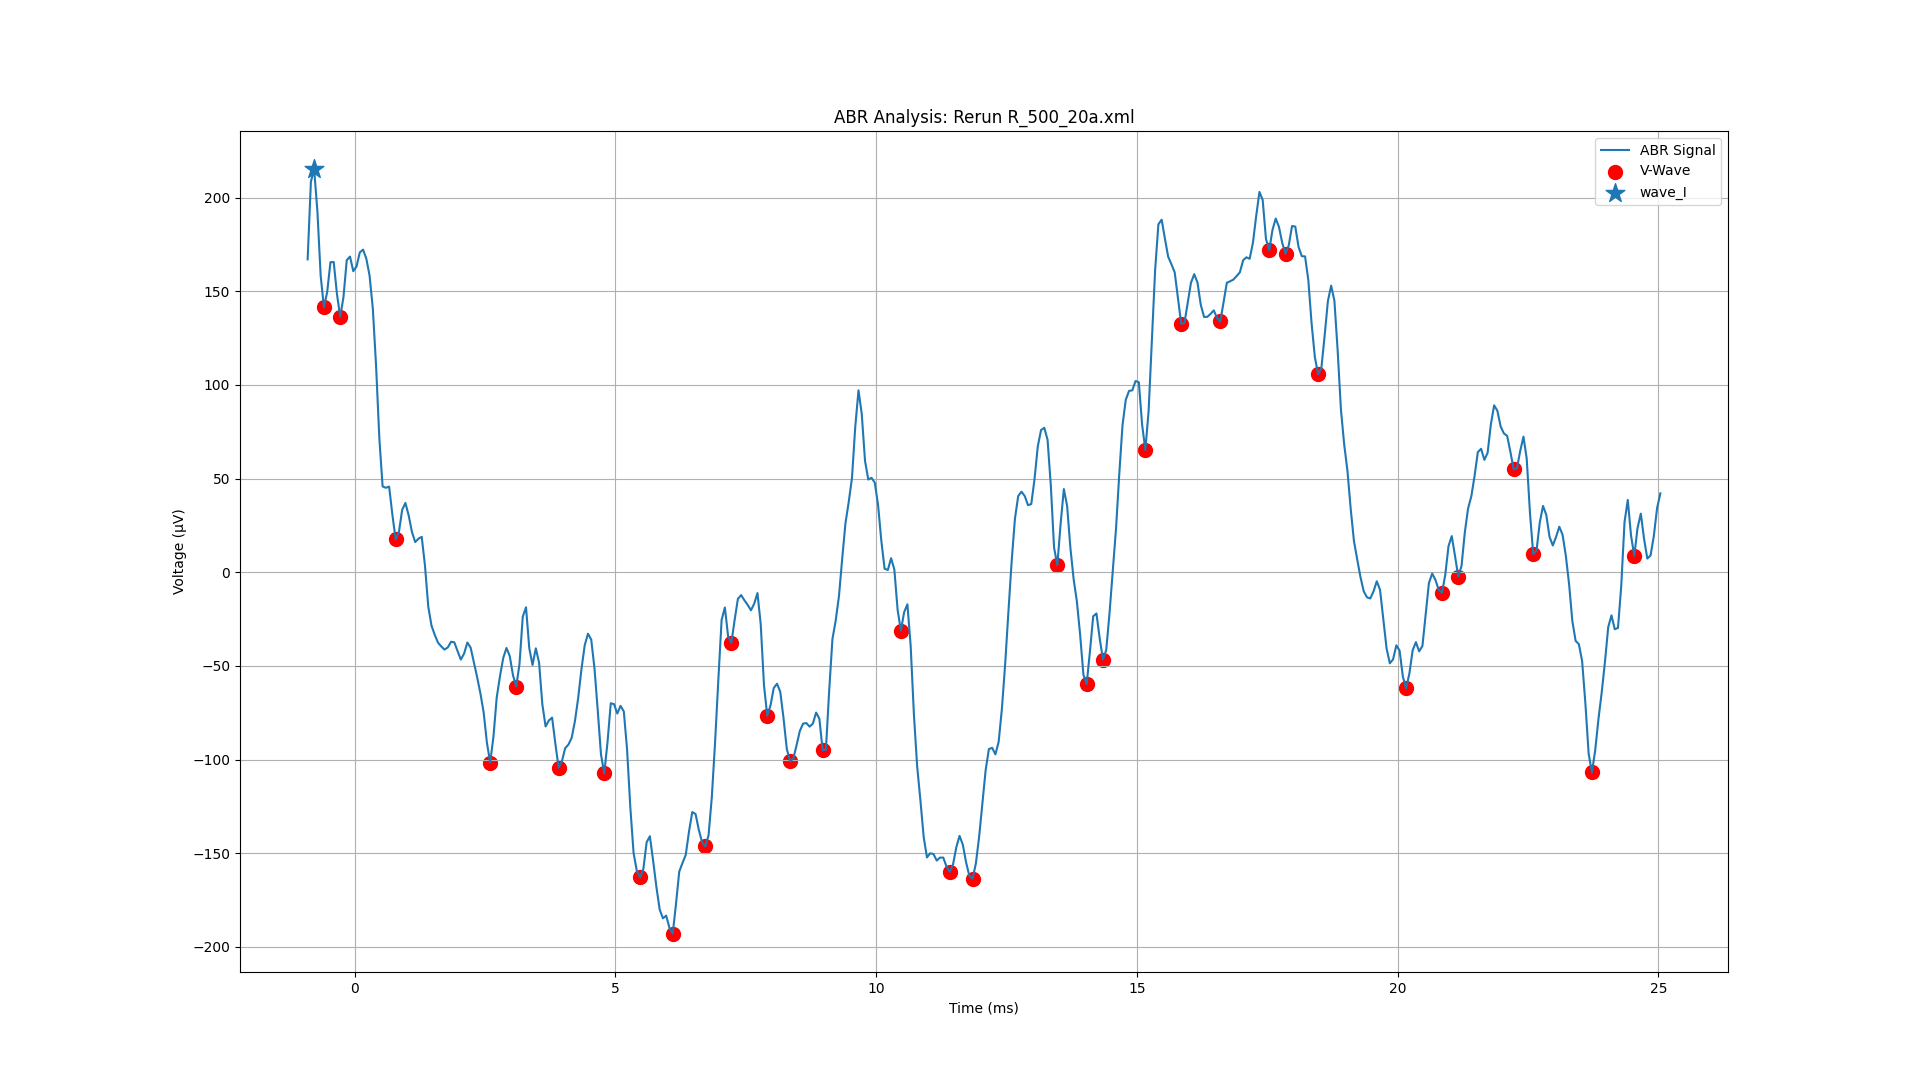 ABR Analysis: Rerun R_500_20a.xml
ABR Signal
V-Wave
wave_I
Voltage (μV)
200
150
100
50
0
−50
−100
−150
−200
0 5 10 15 20 25
Time (ms)